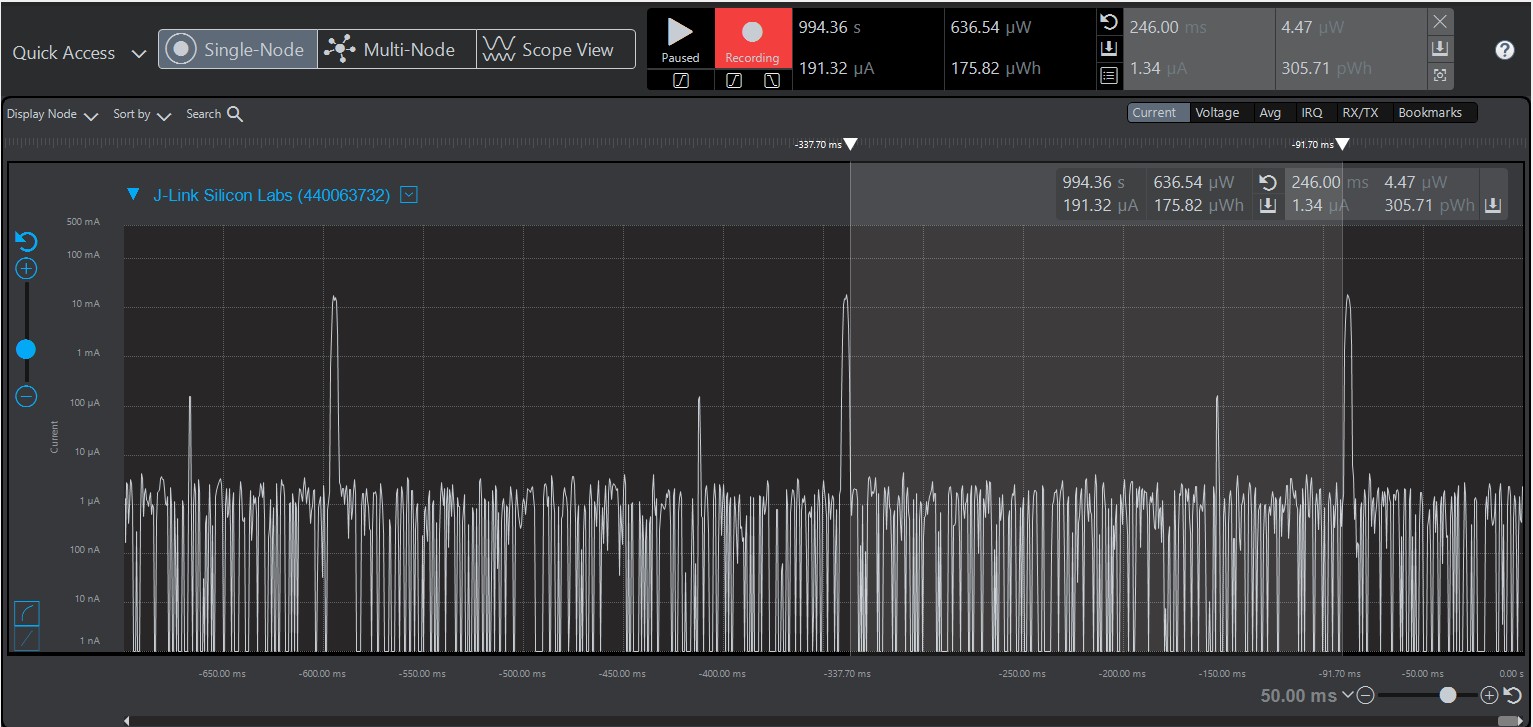 Quick Access
Single-Node
Multi-Node
Scope View
Paused
Recording
994.36 s
636.54 µW
191.32 µA
175.82 µWh
246.00 ms
4.47 µW
1.34 µA
305.71 pWh
Display Node
Sort by
Search
Current
Voltage
Avg
IRQ
RX/TX
Bookmarks
-337.70 ms
-91.70 ms
J-Link Silicon Labs (440063732)
994.36 s 636.54 µW
191.32 µA 175.82 µWh
246.00 ms 4.47 µW
1.34 µA 305.71 pWh
500 mA
100 mA
10 mA
1 mA
100 µA
10 µA
1 µA
100 nA
10 nA
1 nA
Current
-650.00 ms -600.00 ms -550.00 ms -500.00 ms -450.00 ms -400.00 ms -337.70 ms -250.00 ms -200.00 ms -150.00 ms -91.70 ms -50.00 ms 0.00 s
50.00 ms